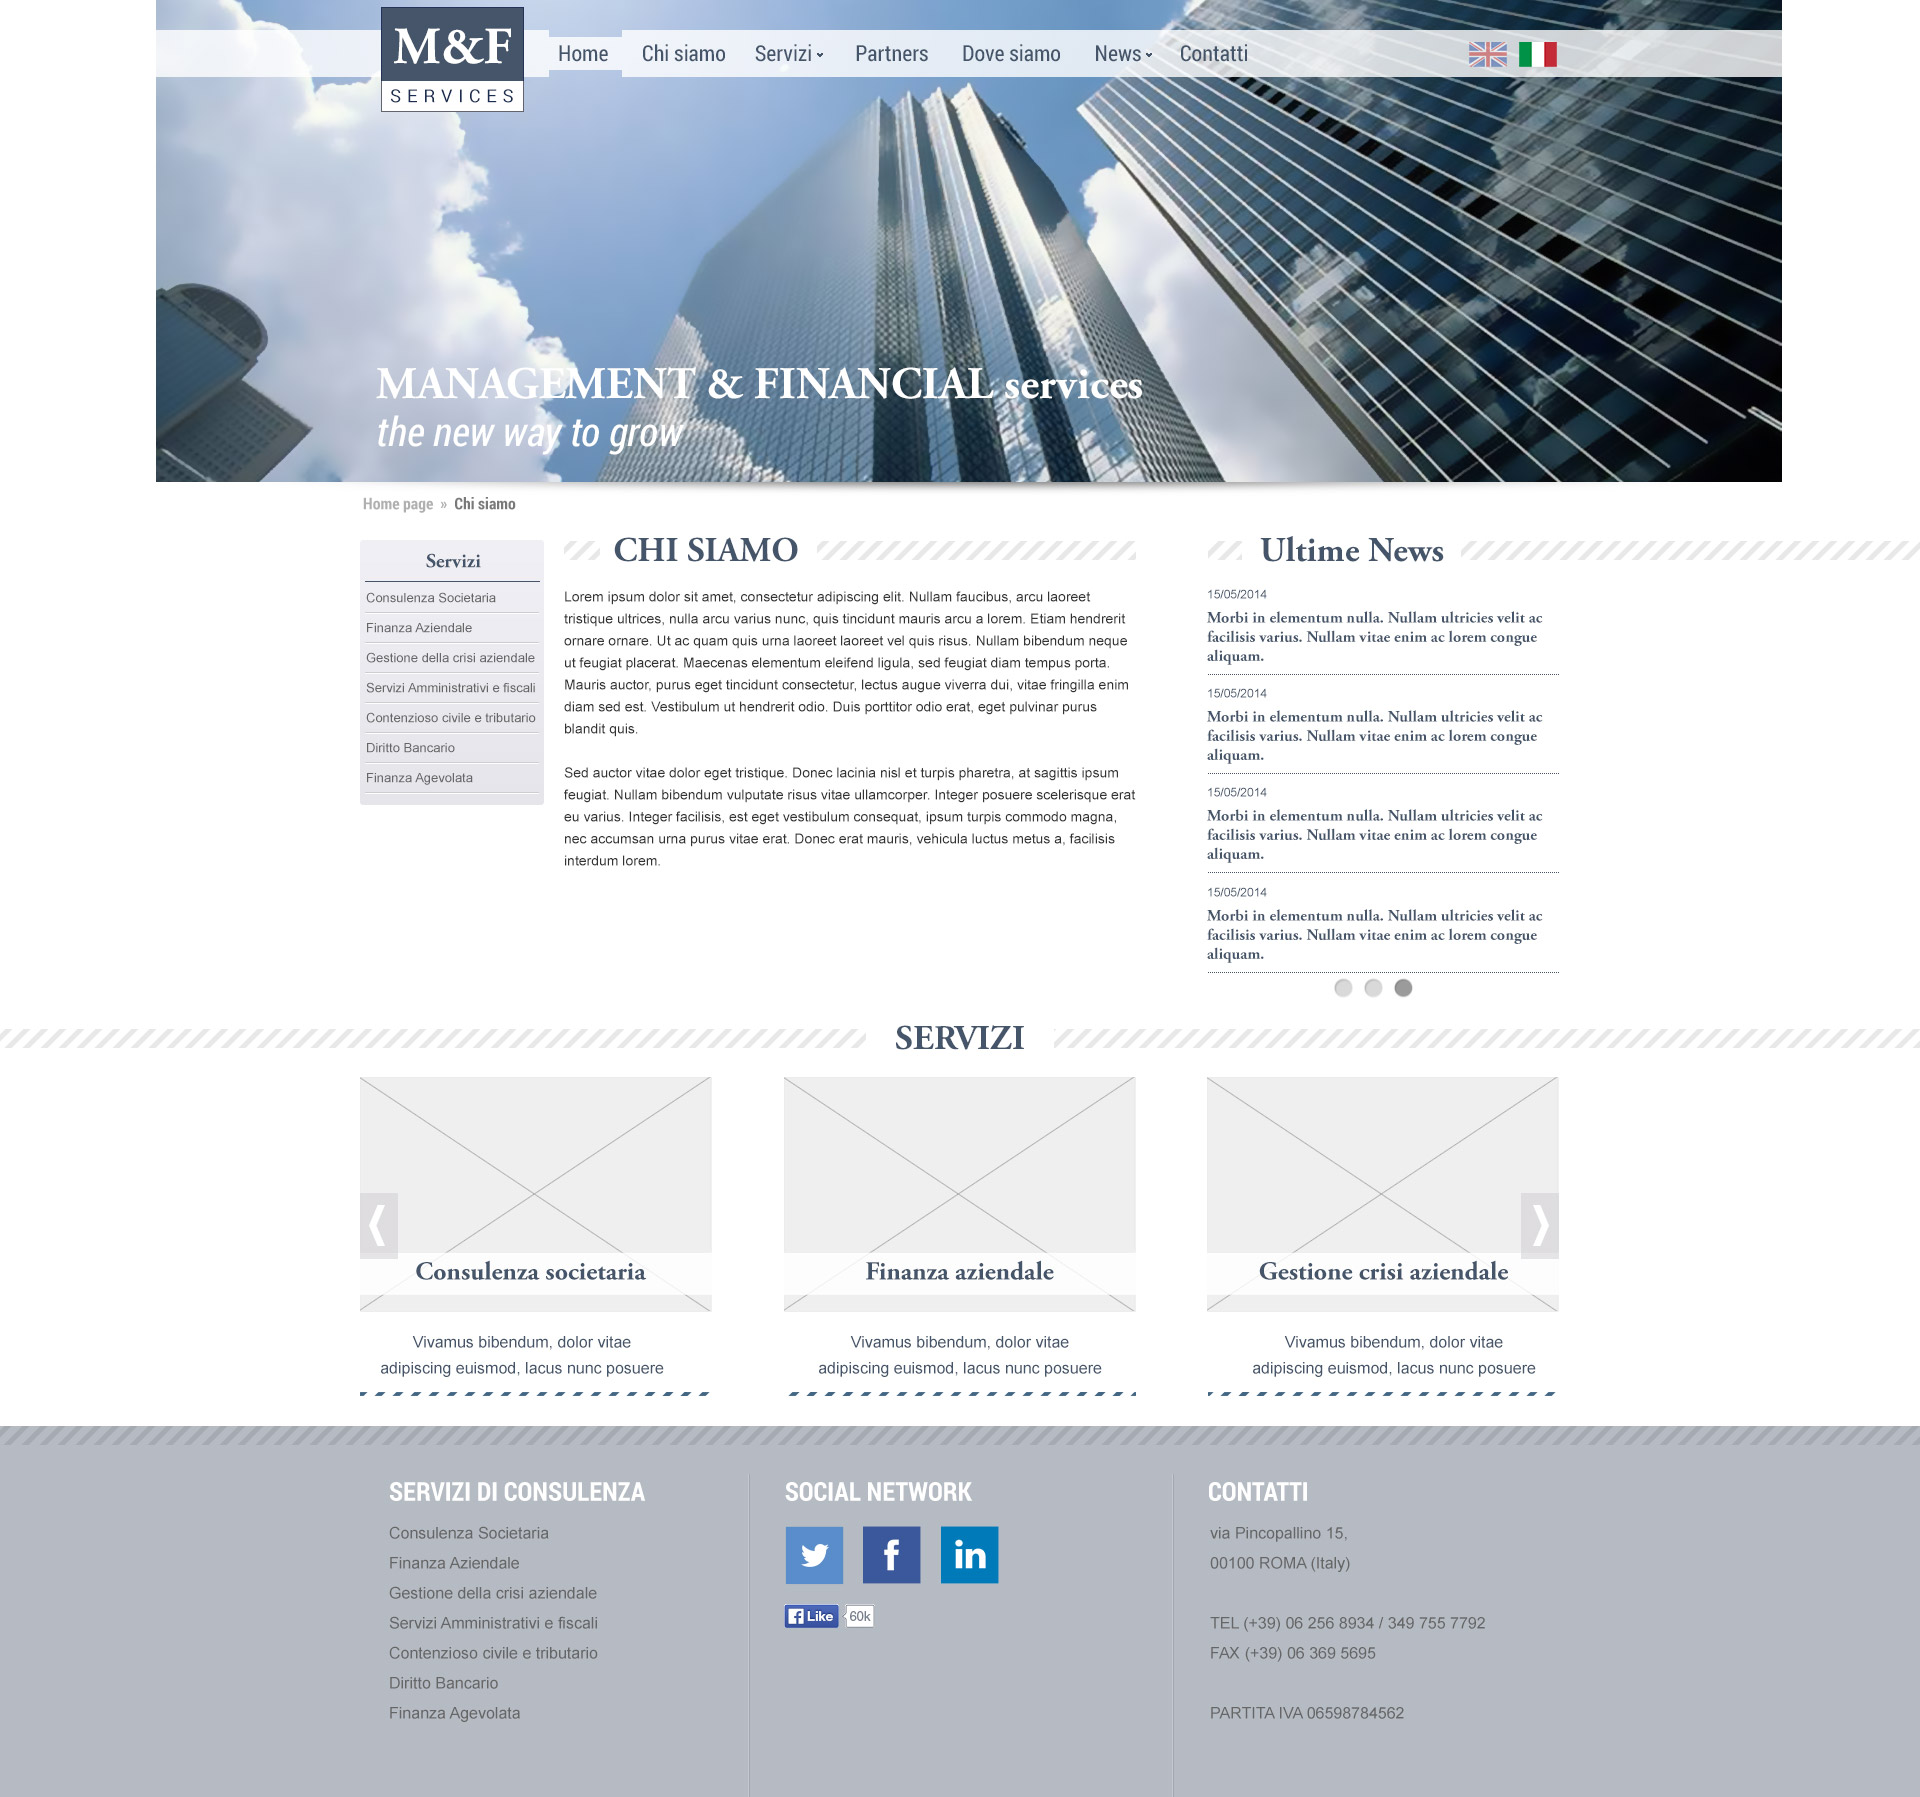 M&F
SERVICES
Home
Chi siamo
Servizi
Partners
Dove siamo
News
Contatti
MANAGEMENT & FINANCIAL services
the new way to grow
Home page » Chi siamo
Servizi
Consulenza Societaria
Finanza Aziendale
Gestione della crisi aziendale
Servizi Amministrativi e fiscali
Contenzioso civile e tributario
Diritto Bancario
Finanza Agevolata
CHI SIAMO
Lorem ipsum dolor sit amet, consectetur adipiscing elit. Nullam faucibus, arcu laoreet
tristique ultrices, nulla arcu varius nunc, quis tincidunt mauris arcu a lorem. Etiam hendrerit
ornare ornare. Ut ac quam quis urna laoreet laoreet vel quis risus. Nullam bibendum neque
ut feugiat placerat. Maecenas elementum eleifend ligula, sed feugiat diam tempus porta.
Mauris auctor, purus eget tincidunt consectetur, lectus augue viverra dui, vitae fringilla enim
diam sed est. Vestibulum ut hendrerit odio. Duis porttitor odio erat, eget pulvinar purus
blandit quis.
Sed auctor vitae dolor eget tristique. Donec lacinia nisl et turpis pharetra, at sagittis ipsum
feugiat. Nullam bibendum vulputate risus vitae ullamcorper. Integer posuere scelerisque erat
eu varius. Integer facilisis, est eget vestibulum consequat, ipsum turpis commodo magna,
nec accumsan urna purus vitae erat. Donec erat mauris, vehicula luctus metus a, facilisis
interdum lorem.
Ultime News
15/05/2014
Morbi in elementum nulla. Nullam ultricies velit ac
facilisis varius. Nullam vitae enim ac lorem congue
aliquam.
15/05/2014
Morbi in elementum nulla. Nullam ultricies velit ac
facilisis varius. Nullam vitae enim ac lorem congue
aliquam.
15/05/2014
Morbi in elementum nulla. Nullam ultricies velit ac
facilisis varius. Nullam vitae enim ac lorem congue
aliquam.
15/05/2014
Morbi in elementum nulla. Nullam ultricies velit ac
facilisis varius. Nullam vitae enim ac lorem congue
aliquam.
SERVIZI
Consulenza societaria
Vivamus bibendum, dolor vitae
adipiscing euismod, lacus nunc posuere
Finanza aziendale
Vivamus bibendum, dolor vitae
adipiscing euismod, lacus nunc posuere
Gestione crisi aziendale
Vivamus bibendum, dolor vitae
adipiscing euismod, lacus nunc posuere
SERVIZI DI CONSULENZA
Consulenza Societaria
Finanza Aziendale
Gestione della crisi aziendale
Servizi Amministrativi e fiscali
Contenzioso civile e tributario
Diritto Bancario
Finanza Agevolata
SOCIAL NETWORK
f
in
f Like
60k
CONTATTI
via Pincopallino 15,
00100 ROMA (Italy)
TEL (+39) 06 256 8934 / 349 755 7792
FAX (+39) 06 369 5695
PARTITA IVA 06598784562